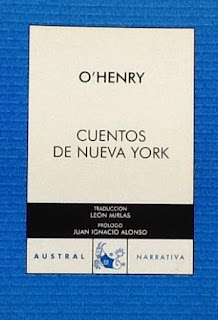 O'HENRY
CUENTOS
DE NUEVA YORK
TRADUCCIÓN
LEÓN MIRLAS
PRÓLOGO
JUAN IGNACIO ALONSO
AUSTRAL NARRATIVA